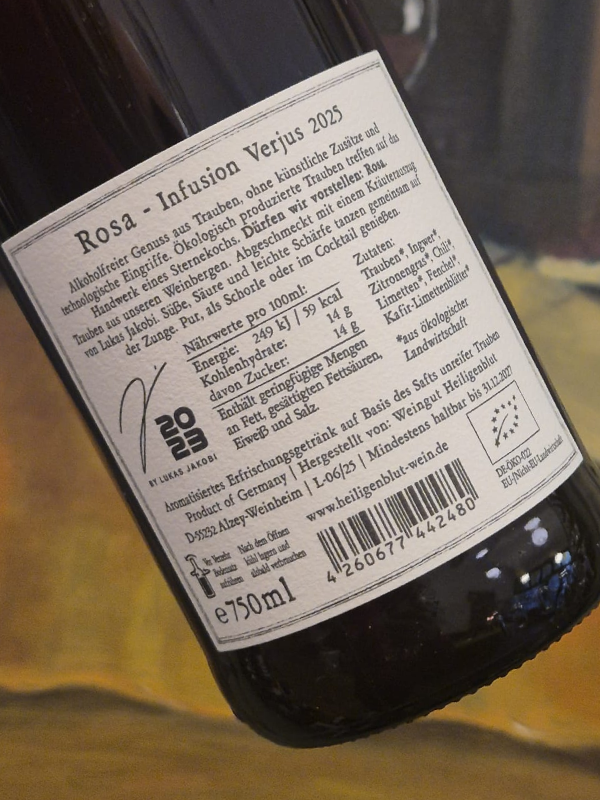 Rosa - Infusion Verjus 2025
Alkoholfreier Genuss aus Trauben, ohne künstliche Zusätze und
technologische Eingriffe. Ökologisch produzierte Trauben treffen auf das
Handwerk eines Sternekochs. Dürfen wir vorstellen: Rosa.
Trauben aus unseren Weinbergen. Abgeschmeckt mit einem Kräuterauszug
von Lukas Jakobi. Süße, Säure und leichte Schärfe tanzen gemeinsam auf
der Zunge. Pur, als Schorle oder im Cocktail genießen.
Nährwerte pro 100ml:
Energie: 249 kJ | 59 kcal
Kohlenhydrate: 14 g
davon Zucker: 14 g
Enthält geringfügige Mengen
an Fett, gesättigten Fettsäuren,
Eiweiß und Salz.
Zutaten:
Trauben*, Ingwer*,
Zitronengras*, Chili*,
Limetten*, Fenchel*,
Kafir-Limettenblätter*
*aus ökologischer
Landwirtschaft
2023
BY LUKAS JAKOBI
Aromatisiertes Erfrischungsgetränk auf Basis des Safts unreifer Trauben
Product of Germany | Hergestellt von: Weingut Heiligenblut
D-55232 Alzey-Weinheim | L-06/25 | Mindestens haltbar bis 31.12.2027
www.heiligenblut-wein.de
DE-ÖKO-022
EU-/Nicht-EU-Landwirtschaft
Vor Verzehr
Bodensatz
aufrühren
Nach dem Öffnen
kühl lagern und
alsbald verbrauchen
4 260677 442480
e750ml